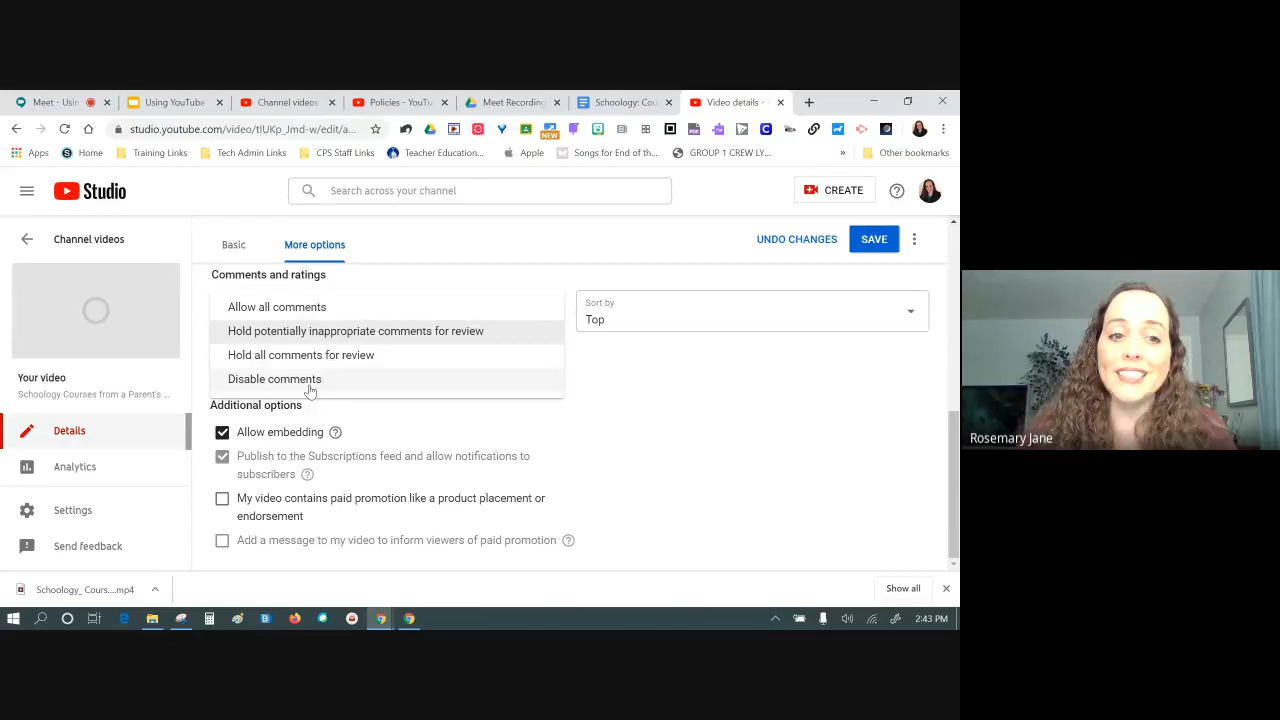 Meet - Usin
Using YouTube
Channel videos
Policies - YouTu
Meet Recording
Schoology: Cou
Video details -
studio.youtube.com/video/tlUKp_Jmd-w/edit/a...
NEW
Apps
Home
Training Links
Tech Admin Links
CPS Staff Links
Teacher Education...
Apple
Songs for End of th...
GROUP 1 CREW LY...
»
Other bookmarks
Studio
Search across your channel
CREATE
Channel videos
Basic
More options
UNDO CHANGES
SAVE
Comments and ratings
Allow all comments
Hold potentially inappropriate comments for review
Hold all comments for review
Disable comments
Sort by
Top
Your video
Schoology Courses from a Parent's ...
Details
Analytics
Settings
Send feedback
Additional options
Allow embedding
Publish to the Subscriptions feed and allow notifications to
subscribers
My video contains paid promotion like a product placement or
endorsement
Add a message to my video to inform viewers of paid promotion
Schoology_ Cours....mp4
Show all
2:43 PM
Rosemary Jane